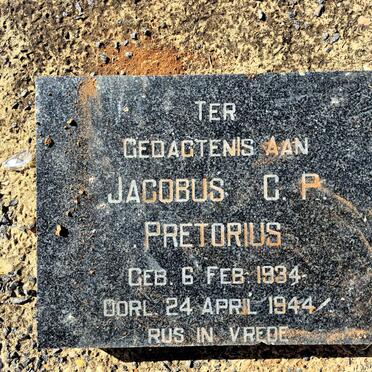 TER
GEDAGTENIS AAN
JACOBUS C. P.
PRETORIUS
GEB. 6 FEB. 1934
OORL. 24 APRIL 1944
RUS IN VREDE